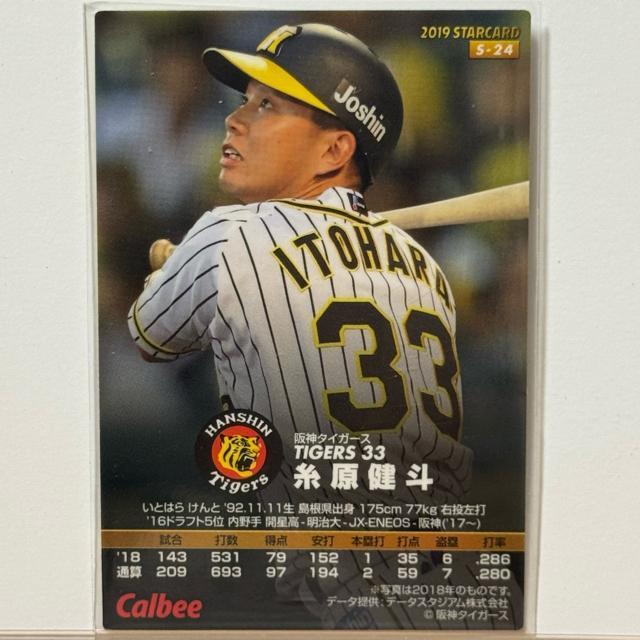 2019 STARCARD
S-24
H
Joshin
ITOHARA
33
HANSHIN
Tigers
阪神タイガース
TIGERS 33
糸原健斗
いとはら けんと '92.11.11生 島根県出身 175cm 77kg 右投左打
'16ドラフト5位 内野手 開星高-明治大-JX-ENEOS-阪神('17〜)
試合 打数 得点 安打 本塁打 打点 盗塁 打率
'18 143 531 79 152 1 35 6 .286
通算 209 693 97 194 2 59 7 .280
※写真は2018年のものです。
Calbee
データ提供:データスタジアム株式会社
© 阪神タイガース